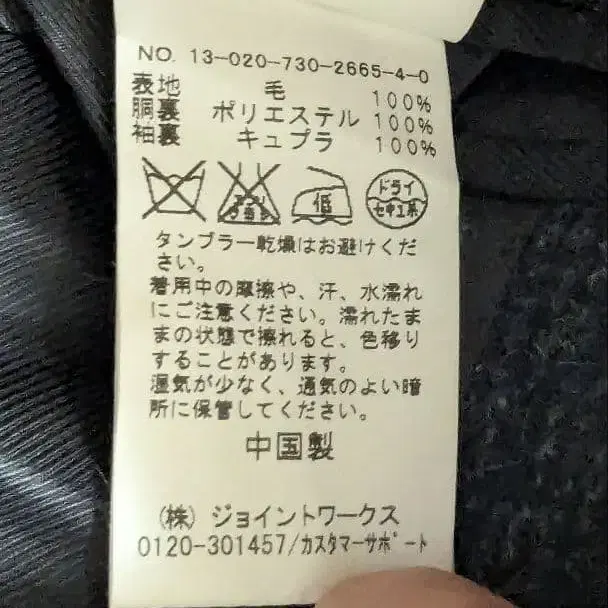 NO. 13-020-730-2665-4-0
表地 毛 100%
胴裏 ポリエステル 100%
袖裏 キュプラ 100%
低 ドライ
セキユ系
タンブラー乾燥はお避けくだ
さい。
着用中の摩擦や、汗、水濡れ
にご注意ください。濡れたま
まの状態で擦れると、色移り
することがあります。
湿気が少なく、通気のよい暗
所に保管してください。
中国製
(株) ジョイントワークス
0120-301457/カスタマーサポート